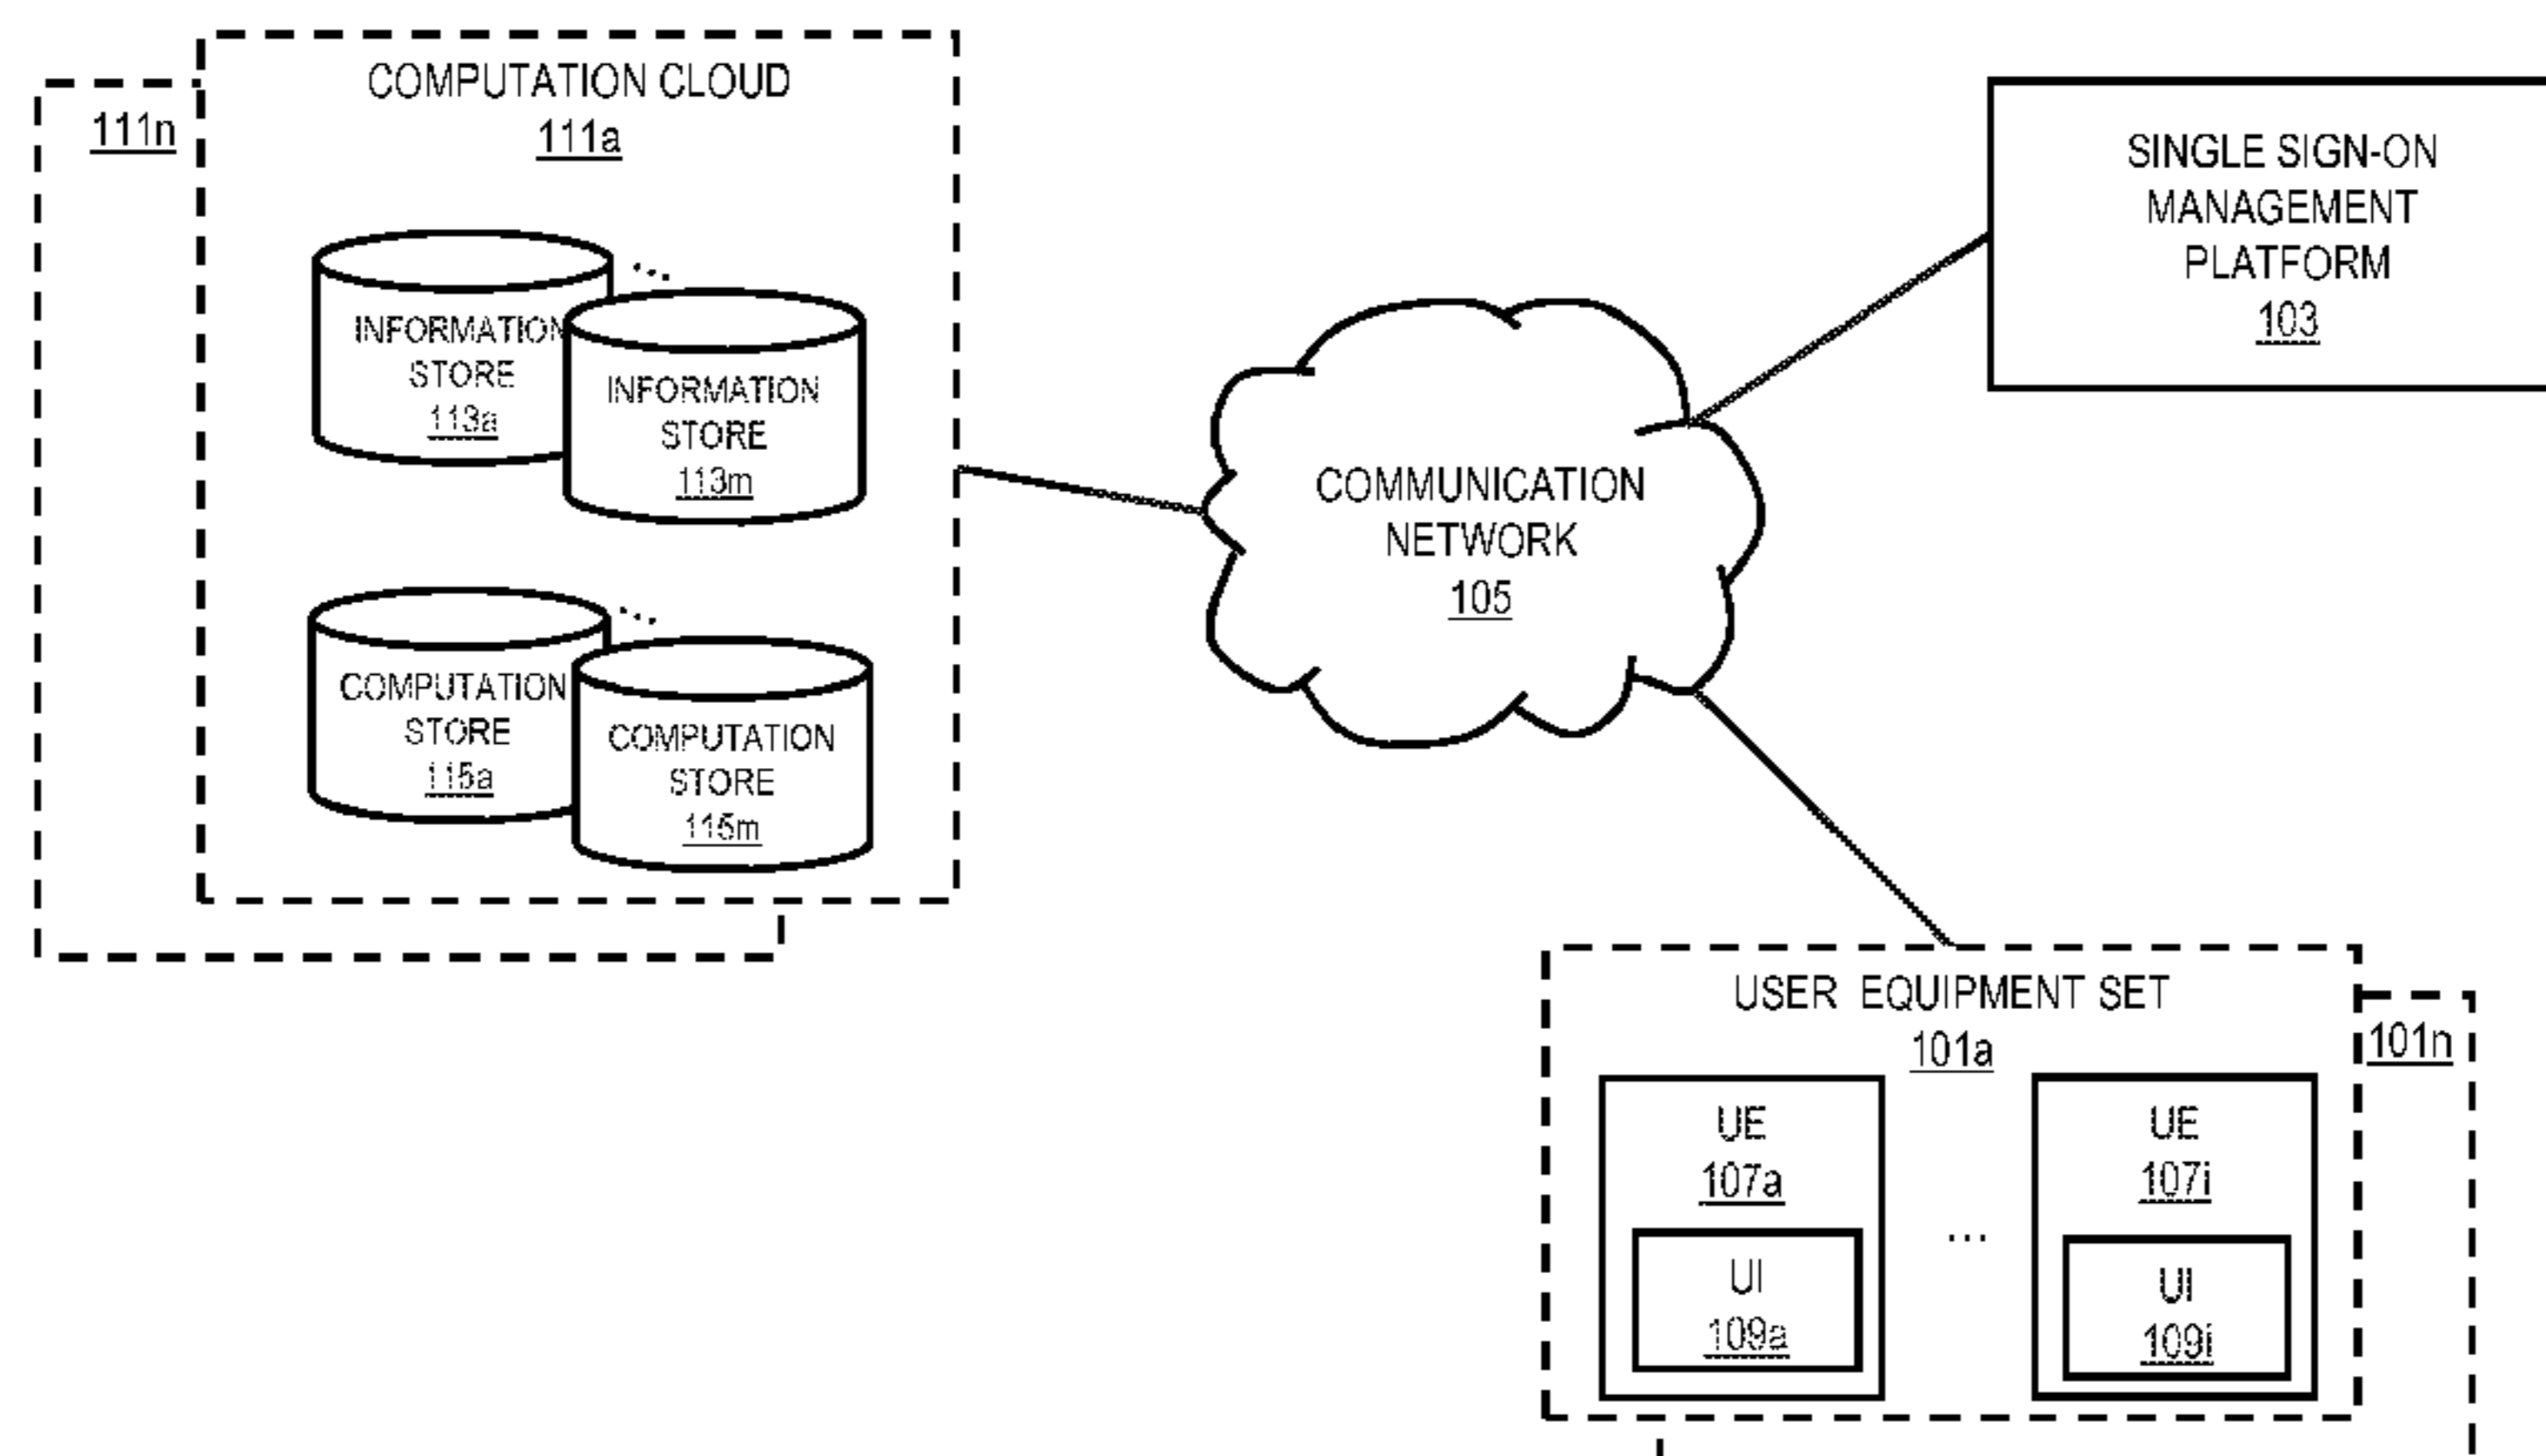 COMPUTATION CLOUD
111a
111n
INFORMATION
STORE
113a
...
INFORMATION
STORE
113m
COMPUTATION
STORE
115a
...
COMPUTATION
STORE
115m
COMMUNICATION
NETWORK
105
SINGLE SIGN-ON
MANAGEMENT
PLATFORM
103
USER EQUIPMENT SET
101a
101n
UE
107a
UI
109a
...
UE
107i
UI
109i